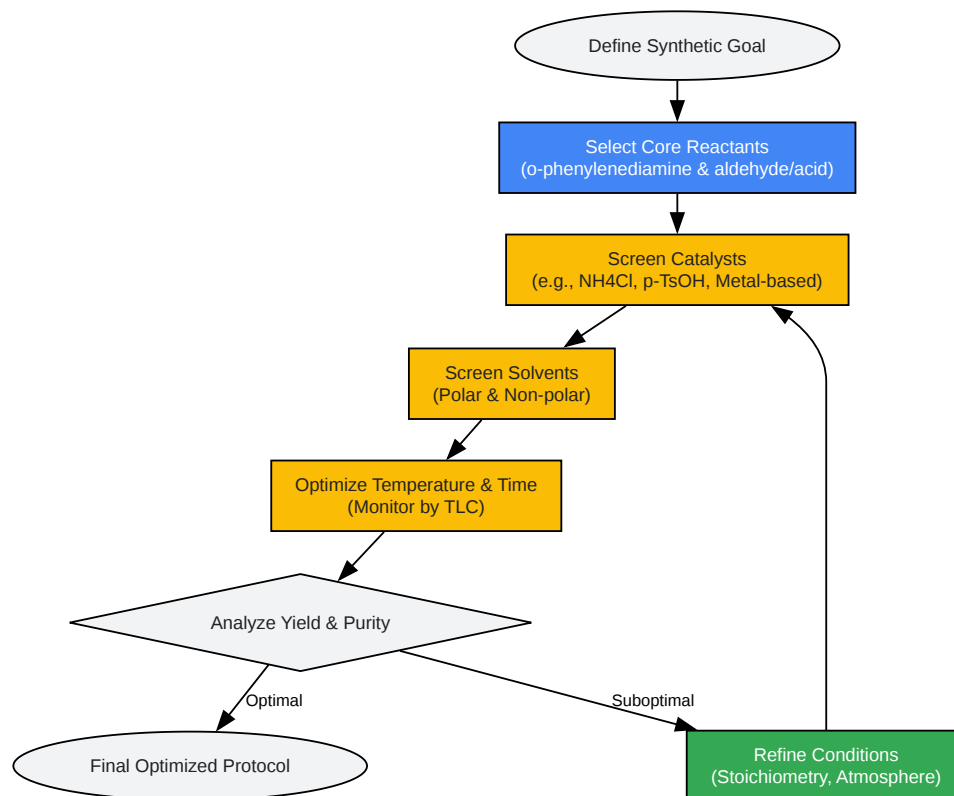 Define Synthetic Goal
Select Core Reactants
(o-phenylenediamine & aldehyde/acid)
Screen Catalysts
(e.g., NH4Cl, p-TsOH, Metal-based)
Screen Solvents
(Polar & Non-polar)
Optimize Temperature & Time
(Monitor by TLC)
Analyze Yield & Purity
Optimal
Suboptimal
Final Optimized Protocol
Refine Conditions
(Stoichiometry, Atmosphere)